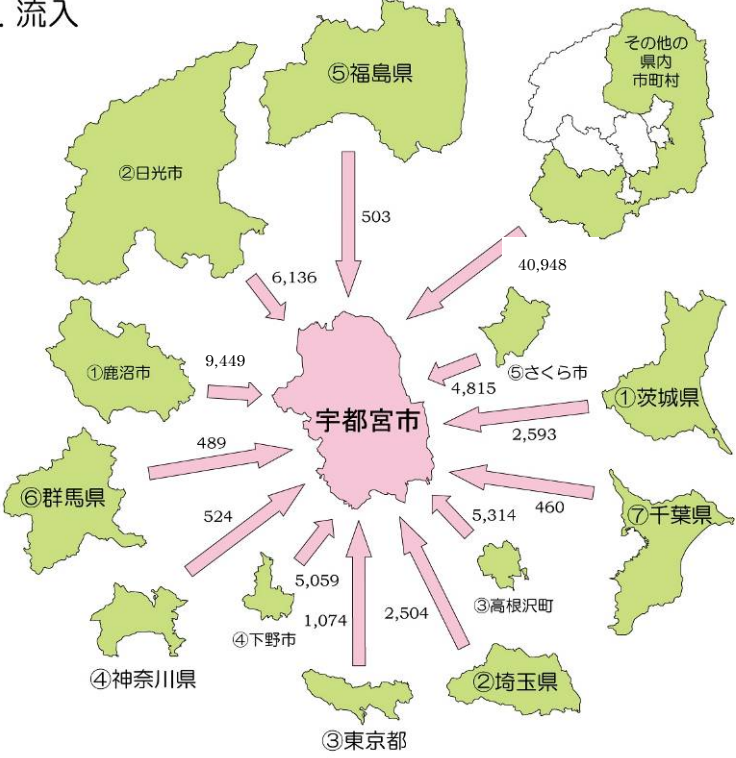 流入
⑤福島県
その他の
県内
市町村
②日光市
503
6,136
40,948
①鹿沼市
9,449
⑤さくら市
4,815
①茨城県
宇都宮市
2,593
489
⑥群馬県
460
⑦千葉県
524
5,314
5,059
③高根沢町
1,074
2,504
④下野市
④神奈川県
②埼玉県
③東京都